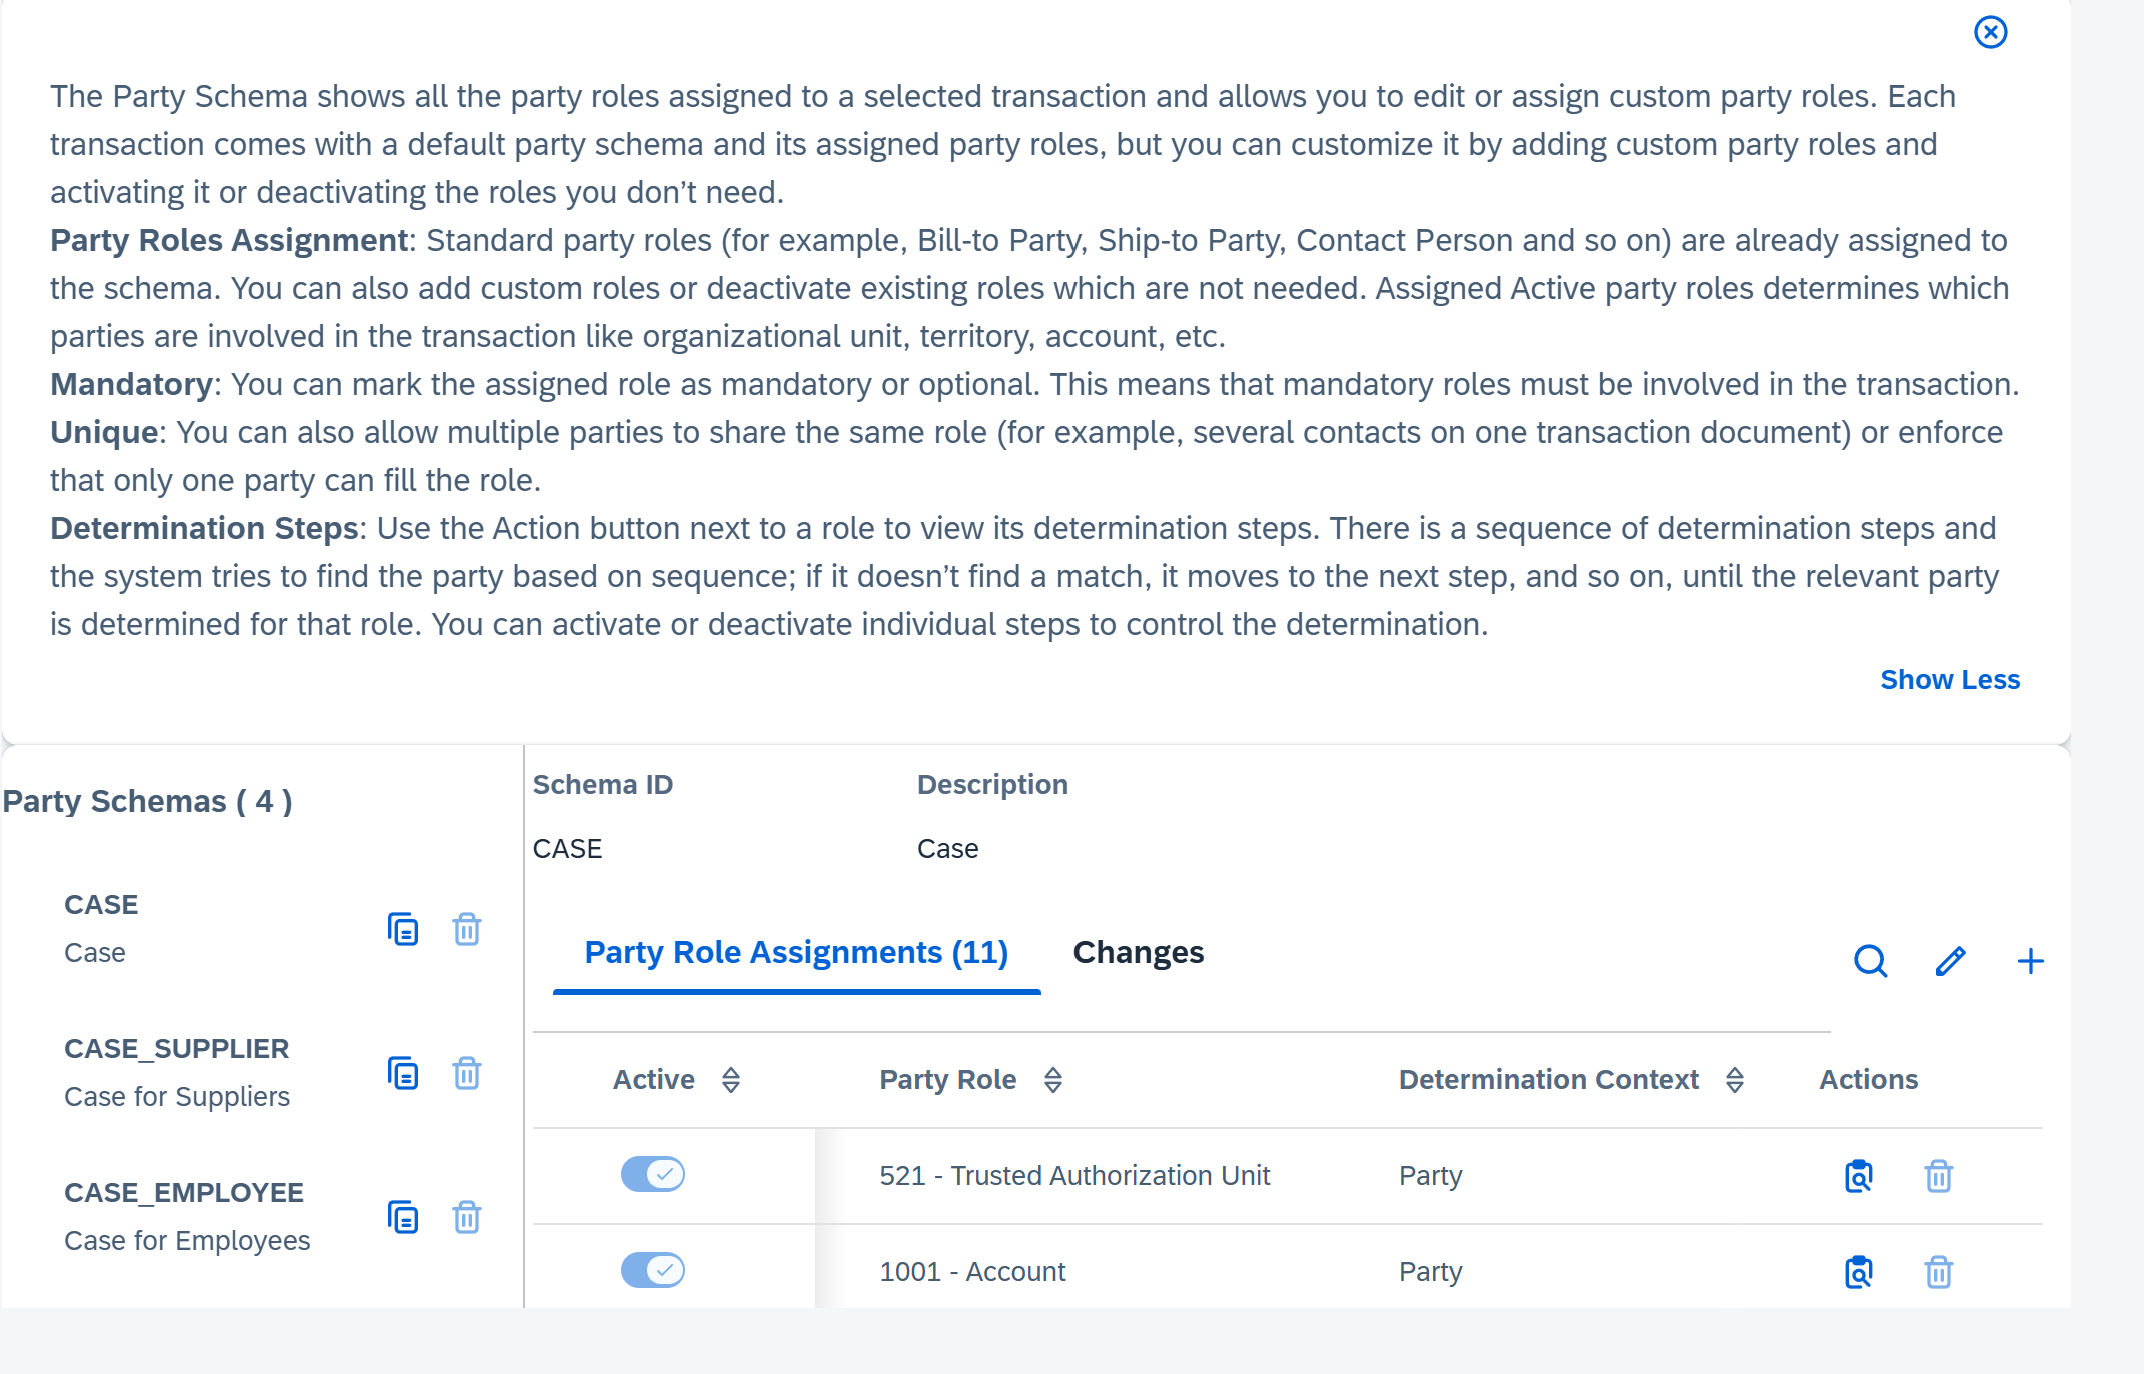 The Party Schema shows all the party roles assigned to a selected transaction and allows you to edit or assign custom party roles. Each
transaction comes with a default party schema and its assigned party roles, but you can customize it by adding custom party roles and
activating it or deactivating the roles you don’t need.
Party Roles Assignment: Standard party roles (for example, Bill-to Party, Ship-to Party, Contact Person and so on) are already assigned to
the schema. You can also add custom roles or deactivate existing roles which are not needed. Assigned Active party roles determines which
parties are involved in the transaction like organizational unit, territory, account, etc.
Mandatory: You can mark the assigned role as mandatory or optional. This means that mandatory roles must be involved in the transaction.
Unique: You can also allow multiple parties to share the same role (for example, several contacts on one transaction document) or enforce
that only one party can fill the role.
Determination Steps: Use the Action button next to a role to view its determination steps. There is a sequence of determination steps and
the system tries to find the party based on sequence; if it doesn’t find a match, it moves to the next step, and so on, until the relevant party
is determined for that role. You can activate or deactivate individual steps to control the determination.
Show Less
Party Schemas ( 4 )
CASE
Case
CASE_SUPPLIER
Case for Suppliers
CASE_EMPLOYEE
Case for Employees
Schema ID Description
CASE Case
Party Role Assignments (11) Changes
Active Party Role Determination Context Actions
521 - Trusted Authorization Unit Party
1001 - Account Party